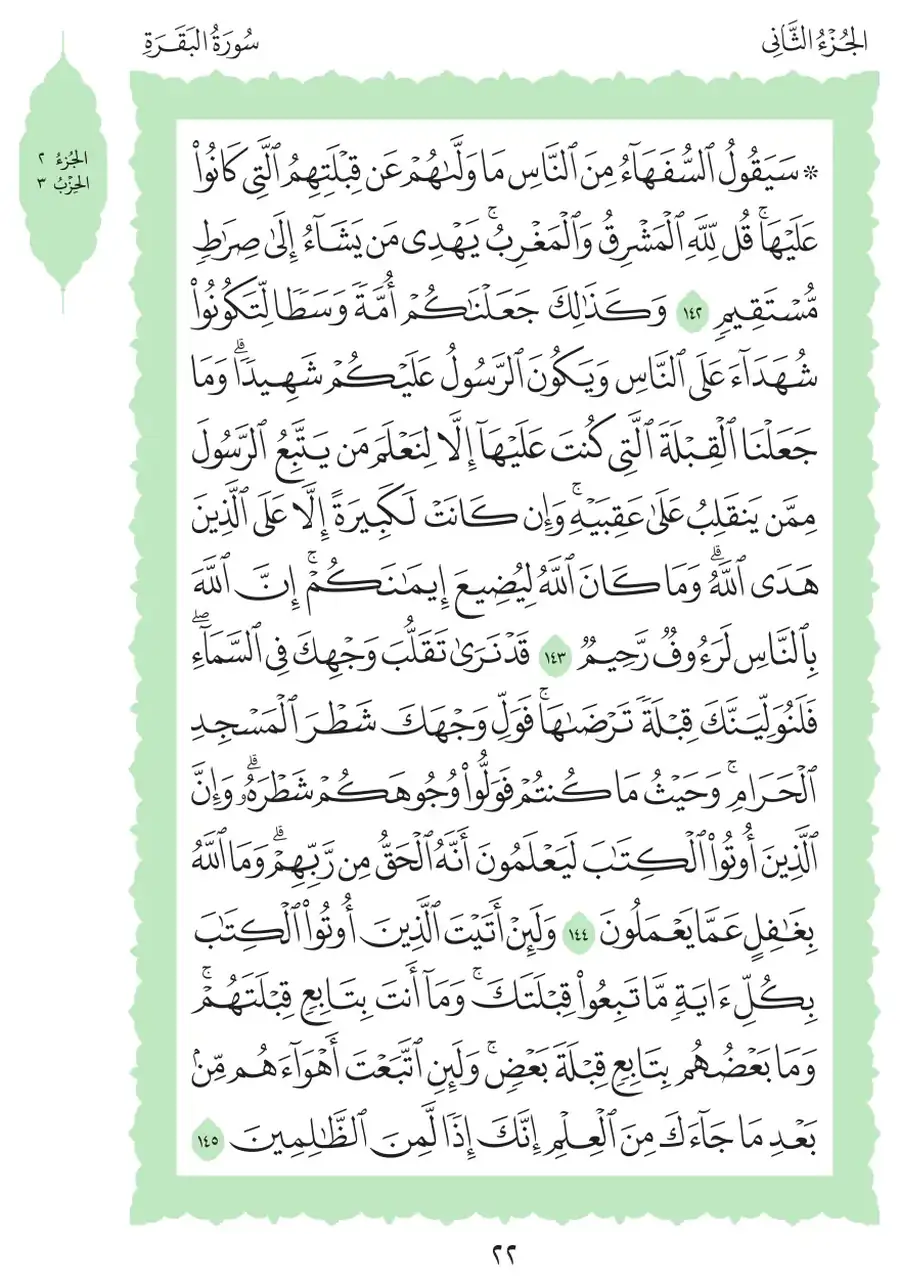 الجُزْءُ الثَّانِي
سُورَةُ البَقَرَةِ
الجُزءُ ٢
الحِزْبُ ٣
۞ سَيَقُولُ ٱلسُّفَهَآءُ مِنَ ٱلنَّاسِ مَا وَلَّىٰهُمْ عَن قِبْلَتِهِمُ ٱلَّتِي كَانُوا۟
عَلَيْهَاۚ قُل لِّلَّهِ ٱلْمَشْرِقُ وَٱلْمَغْرِبُۚ يَهْدِي مَن يَشَآءُ إِلَىٰ صِرَٰطٍ
مُّسْتَقِيمٍ ١٤٢ وَكَذَٰلِكَ جَعَلْنَٰكُمْ أُمَّةً وَسَطًا لِّتَكُونُوا۟
شُهَدَآءَ عَلَى ٱلنَّاسِ وَيَكُونَ ٱلرَّسُولُ عَلَيْكُمْ شَهِيدًاۗ وَمَا
جَعَلْنَا ٱلْقِبْلَةَ ٱلَّتِي كُنتَ عَلَيْهَآ إِلَّا لِنَعْلَمَ مَن يَتَّبِعُ ٱلرَّسُولَ
مِمَّن يَنقَلِبُ عَلَىٰ عَقِبَيْهِۚ وَإِن كَانَتْ لَكَبِيرَةً إِلَّا عَلَى ٱلَّذِينَ
هَدَى ٱللَّهُۗ وَمَا كَانَ ٱللَّهُ لِيُضِيعَ إِيمَٰنَكُمْۚ إِنَّ ٱللَّهَ
بِٱلنَّاسِ لَرَءُوفٌ رَّحِيمٌ ١٤٣ قَدْ نَرَىٰ تَقَلُّبَ وَجْهِكَ فِي ٱلسَّمَآءِۖ
فَلَنُوَلِّيَنَّكَ قِبْلَةً تَرْضَىٰهَاۚ فَوَلِّ وَجْهَكَ شَطْرَ ٱلْمَسْجِدِ
ٱلْحَرَامِۚ وَحَيْثُ مَا كُنتُمْ فَوَلُّوا۟ وُجُوهَكُمْ شَطْرَهُۥۗ وَإِنَّ
ٱلَّذِينَ أُوتُوا۟ ٱلْكِتَٰبَ لَيَعْلَمُونَ أَنَّهُ ٱلْحَقُّ مِن رَّبِّهِمْۗ وَمَا ٱللَّهُ
بِغَٰفِلٍ عَمَّا يَعْمَلُونَ ١٤٤ وَلَئِنْ أَتَيْتَ ٱلَّذِينَ أُوتُوا۟ ٱلْكِتَٰبَ
بِكُلِّ ءَايَةٍ مَّا تَبِعُوا۟ قِبْلَتَكَۚ وَمَآ أَنتَ بِتَابِعٍ قِبْلَتَهُمْۚ
وَمَا بَعْضُهُم بِتَابِعٍ قِبْلَةَ بَعْضٍۚ وَلَئِنِ ٱتَّبَعْتَ أَهْوَآءَهُم مِّنۢ
بَعْدِ مَا جَآءَكَ مِنَ ٱلْعِلْمِ إِنَّكَ إِذًا لَّمِنَ ٱلظَّٰلِمِينَ ١٤٥
٢٢